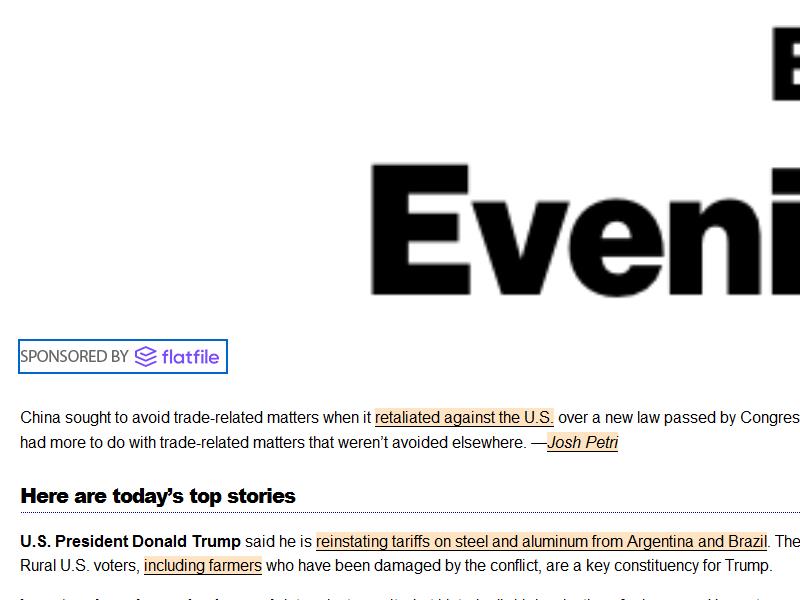 Eveni
SPONSORED BY flatfile
China sought to avoid trade-related matters when it retaliated against the U.S. over a new law passed by Congres
had more to do with trade-related matters that weren't avoided elsewhere. —Josh Petri
Here are today's top stories
U.S. President Donald Trump said he is reinstating tariffs on steel and aluminum from Argentina and Brazil. The
Rural U.S. voters, including farmers who have been damaged by the conflict, are a key constituency for Trump.